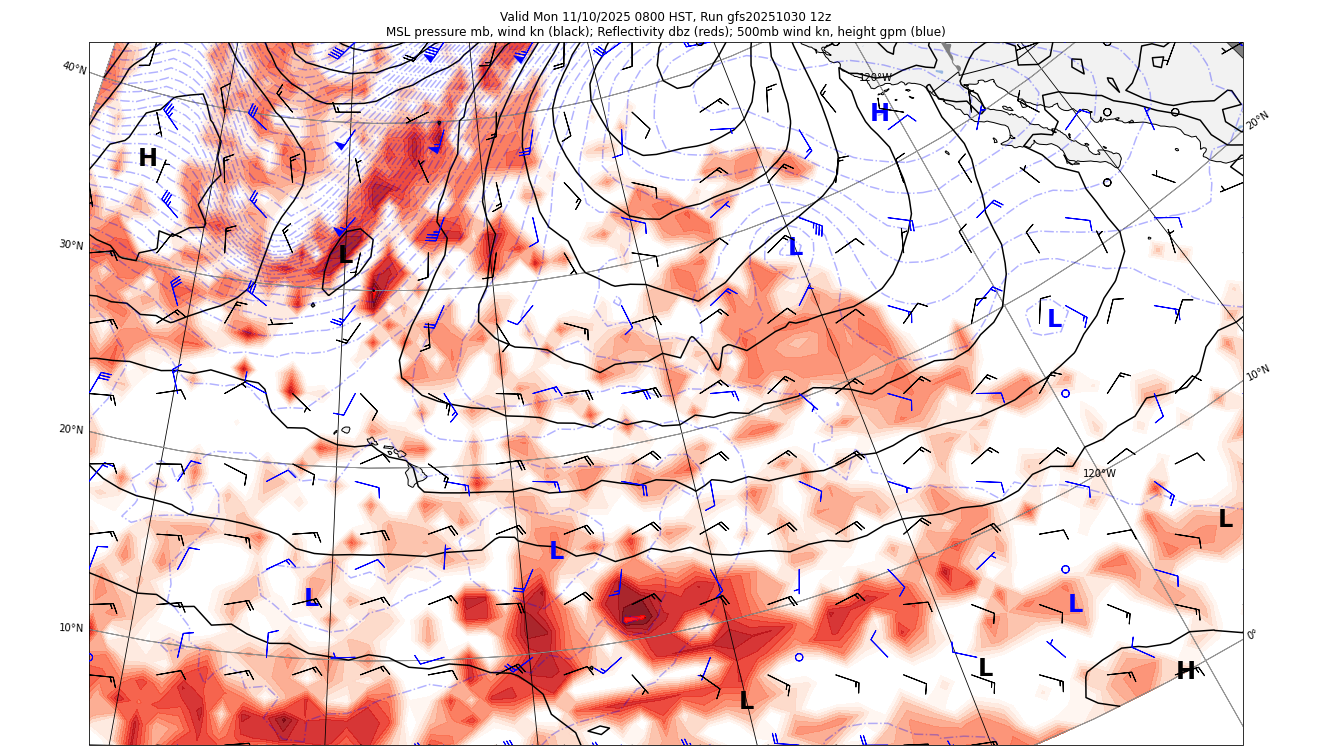 Valid Mon 11/10/2025 0800 HST, Run gfs20251030 12z
MSL pressure mb, wind kn (black); Reflectivity dbz (reds); 500mb wind kn, height gpm (blue)
40°N
120°W
H
20°N
H
30°N
L
L
L
10°N
20°N
120°W
L
L
L
L
10°N
0°
L
H
L